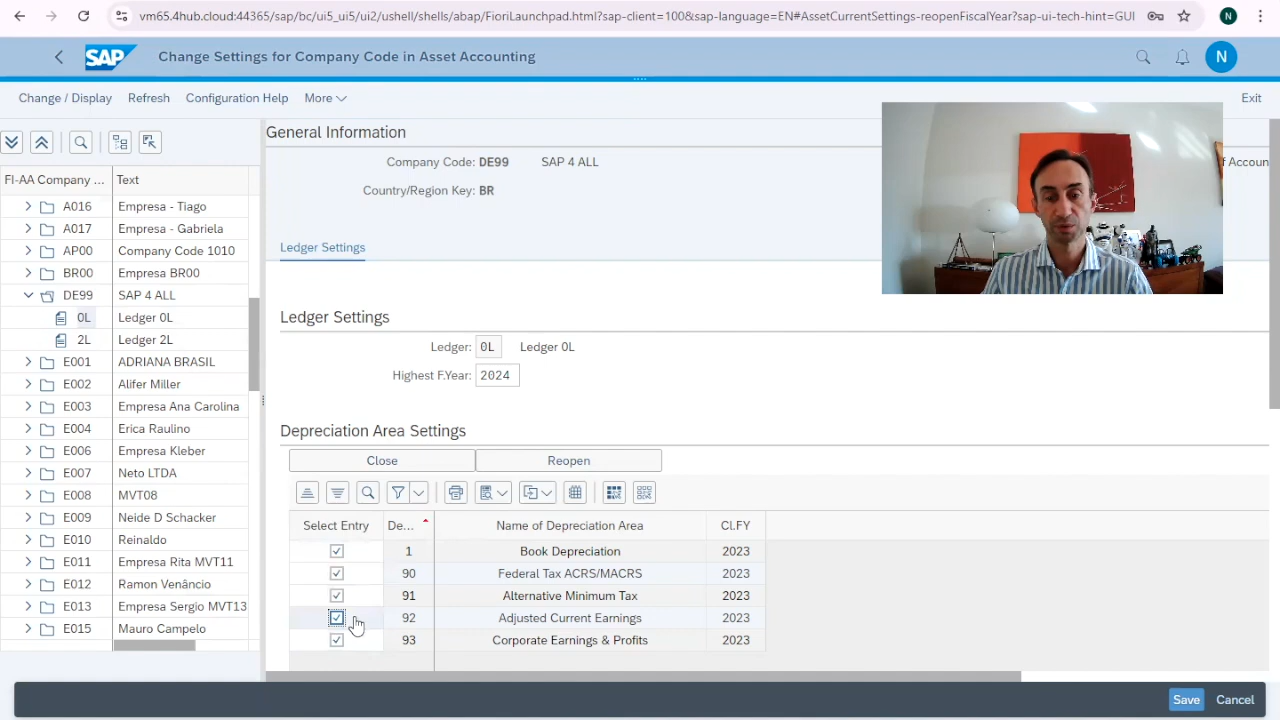 vm65.4hub.cloud:44365/sap/bc/ui5_ui5/ui2/ushell/shells/abap/FioriLaunchpad.html?sap-client=100&sap-language=EN#AssetCurrentSettings-reopenFiscalYear?sap-ui-tech-hint=GUI
N
SAP Change Settings for Company Code in Asset Accounting
N
Change / Display Refresh Configuration Help More Exit
General Information
Company Code: DE99 SAP 4 ALL
f Accoun
Country/Region Key: BR
Ledger Settings
FI-AA Company ... Text
A016 Empresa - Tiago
A017 Empresa - Gabriela
AP00 Company Code 1010
BR00 Empresa BR00
DE99 SAP 4 ALL
0L Ledger 0L
2L Ledger 2L
E001 ADRIANA BRASIL
E002 Alifer Miller
E003 Empresa Ana Carolina
E004 Erica Raulino
E006 Empresa Kleber
E007 Neto LTDA
E008 MVT08
E009 Neide D Schacker
E010 Reinaldo
E011 Empresa Rita MVT11
E012 Ramon Venâncio
E013 Empresa Sergio MVT13
E015 Mauro Campelo
Ledger Settings
Ledger: 0L Ledger 0L
Highest F.Year: 2024
Depreciation Area Settings
Close Reopen
Select Entry De... Name of Depreciation Area Cl.FY
1 Book Depreciation 2023
90 Federal Tax ACRS/MACRS 2023
91 Alternative Minimum Tax 2023
92 Adjusted Current Earnings 2023
93 Corporate Earnings & Profits 2023
Save Cancel